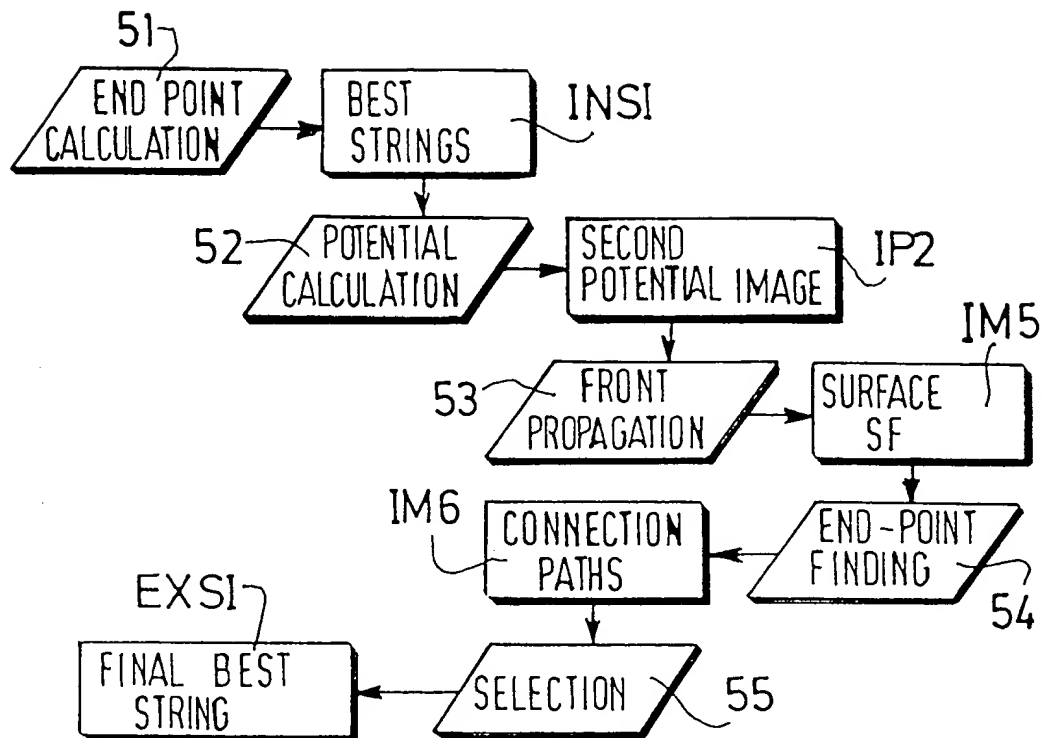 51
END POINT
CALCULATION
BEST
STRINGS
INSI
52
POTENTIAL
CALCULATION
SECOND
POTENTIAL IMAGE
IP2
53
FRONT
PROPAGATION
SURFACE
SF
IM5
END-POINT
FINDING
54
IM6
CONNECTION
PATHS
SELECTION
55
EXSI
FINAL BEST
STRING